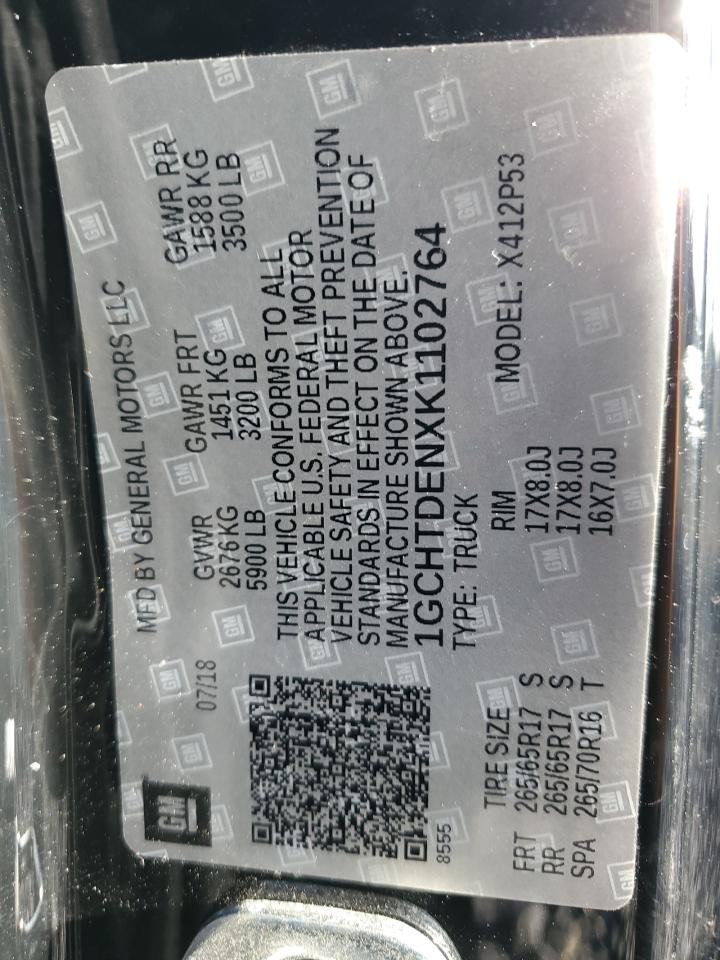 GM
07/18
MFD BY GENERAL MOTORS LLC
GVWR GAWR FRT GAWR RR
2676 KG 1451 KG 1588 KG
5900 LB 3200 LB 3500 LB
THIS VEHICLE CONFORMS TO ALL
APPLICABLE U.S. FEDERAL MOTOR
VEHICLE SAFETY AND THEFT PREVENTION
STANDARDS IN EFFECT ON THE DATE OF
MANUFACTURE SHOWN ABOVE.
1GCHTDENXK1102764
8555
TYPE: TRUCK
MODEL: X412P53
TIRE SIZE RIM
FRT 265/65R17 S 17X8.0J
RR 265/65R17 S 17X8.0J
SPA 265/70R16 T 16X7.0J